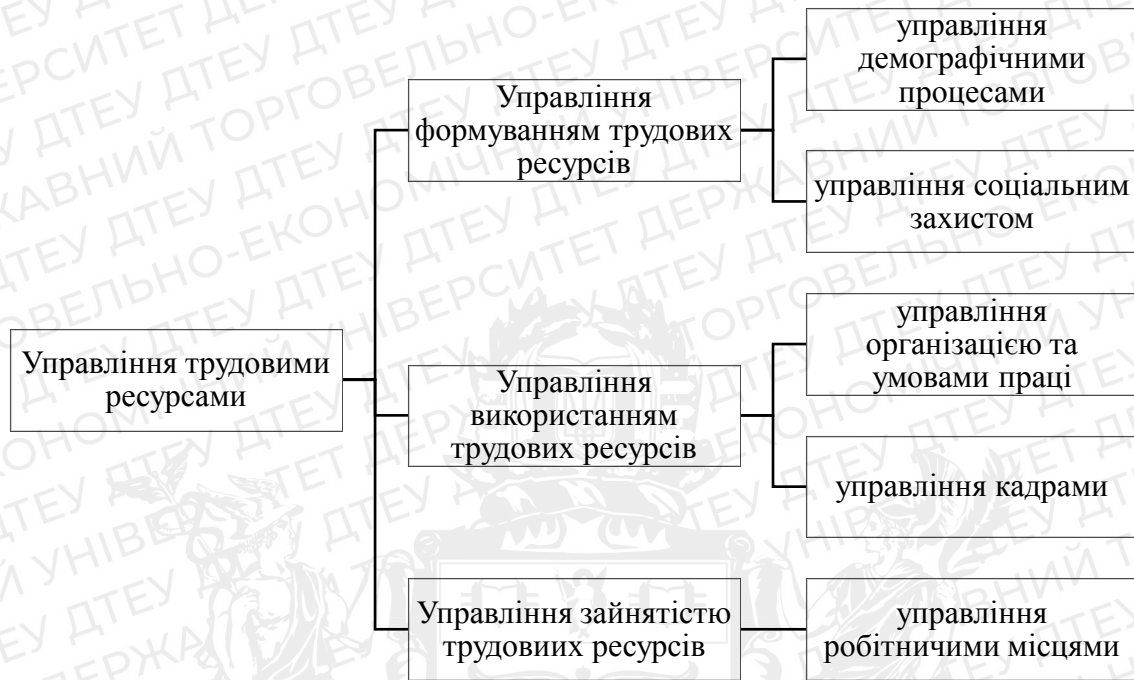 управління
демографічними
процесами
Управління
формуванням трудових
ресурсів
управління соціальним
захистом
управління
організацією та
умовами праці
Управління трудовими
ресурсами
Управління
використанням
трудових ресурсів
управління кадрами
Управління зайнятістю
трудовиих ресурсів
управління
робітничими місцями